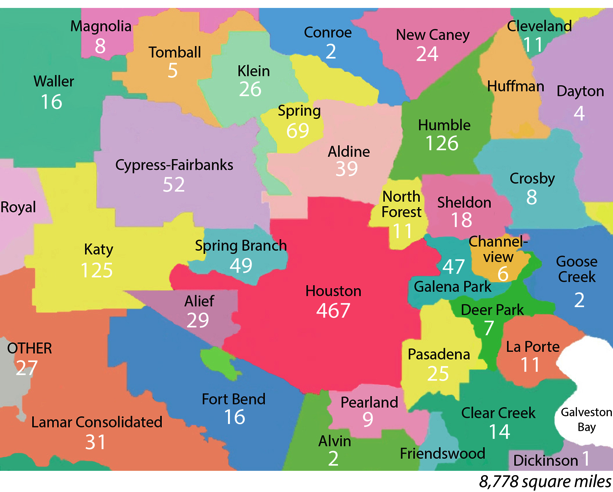 Magnolia
8
Tomball
5
Conroe
2
New Caney
24
Cleveland
11
Waller
16
Klein
26
Huffman
Dayton
4
Spring
69
Humble
126
Aldine
39
Cypress-Fairbanks
52
Crosby
8
Royal
North
Forest
11
Sheldon
18
Katy
125
Spring Branch
49
47
Galena Park
Channel-
view
6
Goose
Creek
2
Alief
29
Houston
467
Deer Park
7
OTHER
27
Pasadena
25
La Porte
11
Lamar Consolidated
31
Fort Bend
16
Pearland
9
Clear Creek
14
Galveston
Bay
Alvin
2
Friendswood
Dickinson 1
8,778 square miles